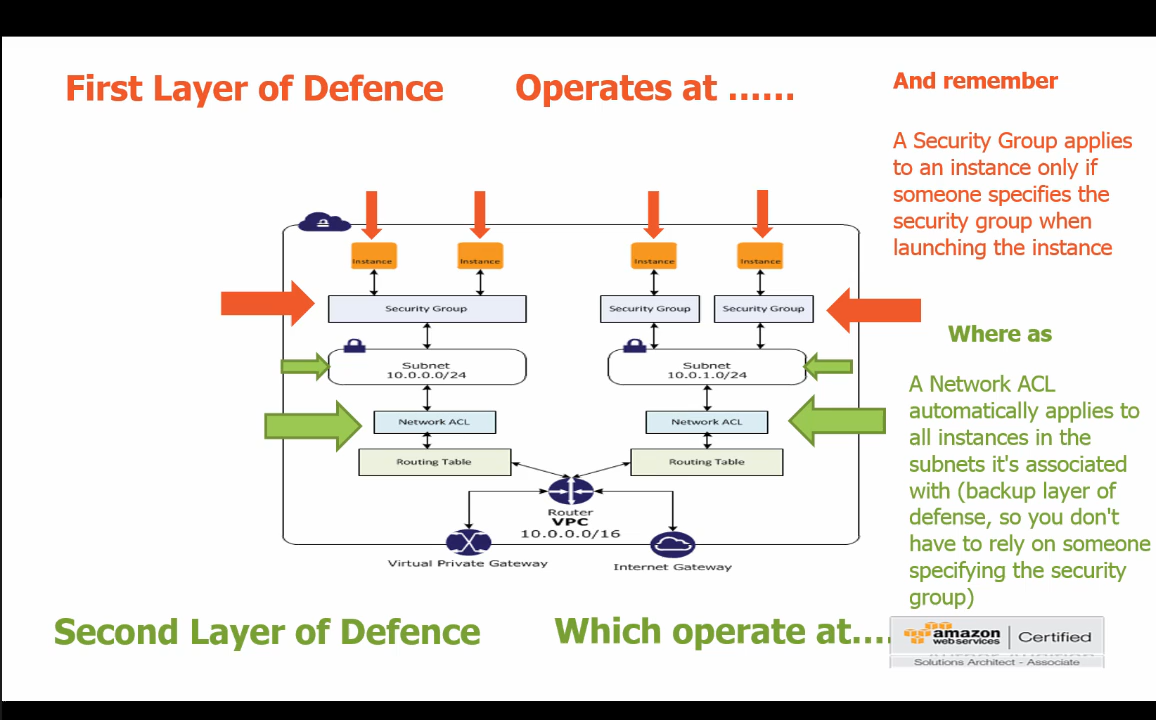 First Layer of Defence
Operates at ......
And remember
A Security Group applies
to an instance only if
someone specifies the
security group when
launching the instance
Instance
Instance
Instance
Instance
Security Group
Security Group
Security Group
Where as
Subnet
10.0.0.0/24
Subnet
10.0.1.0/24
A Network ACL
automatically applies to
all instances in the
subnets it's associated
with (backup layer of
defense, so you don't
have to rely on someone
specifying the security
group)
Network ACL
Network ACL
Routing Table
Routing Table
Router
VPC
10.0.0.0/16
Virtual Private Gateway
Internet Gateway
Second Layer of Defence
Which operate at....
amazon
webservices
Certified
Solutions Architect - Associate